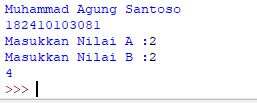 Muhammad Agung Santoso
182410103081
Masukkan Nilai A :2
Masukkan Nilai B :2
4
>>>